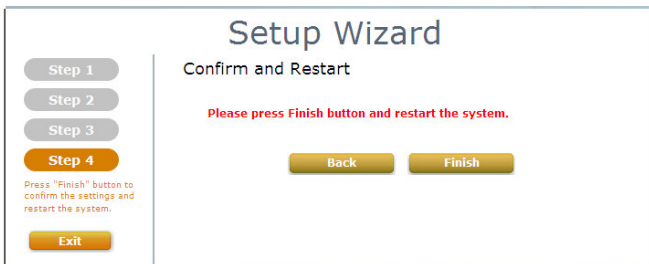 Setup Wizard
Step 1
Step 2
Step 3
Step 4
Press "Finish" button to
confirm the settings and
restart the system.
Exit
Confirm and Restart
Please press Finish button and restart the system.
Back
Finish